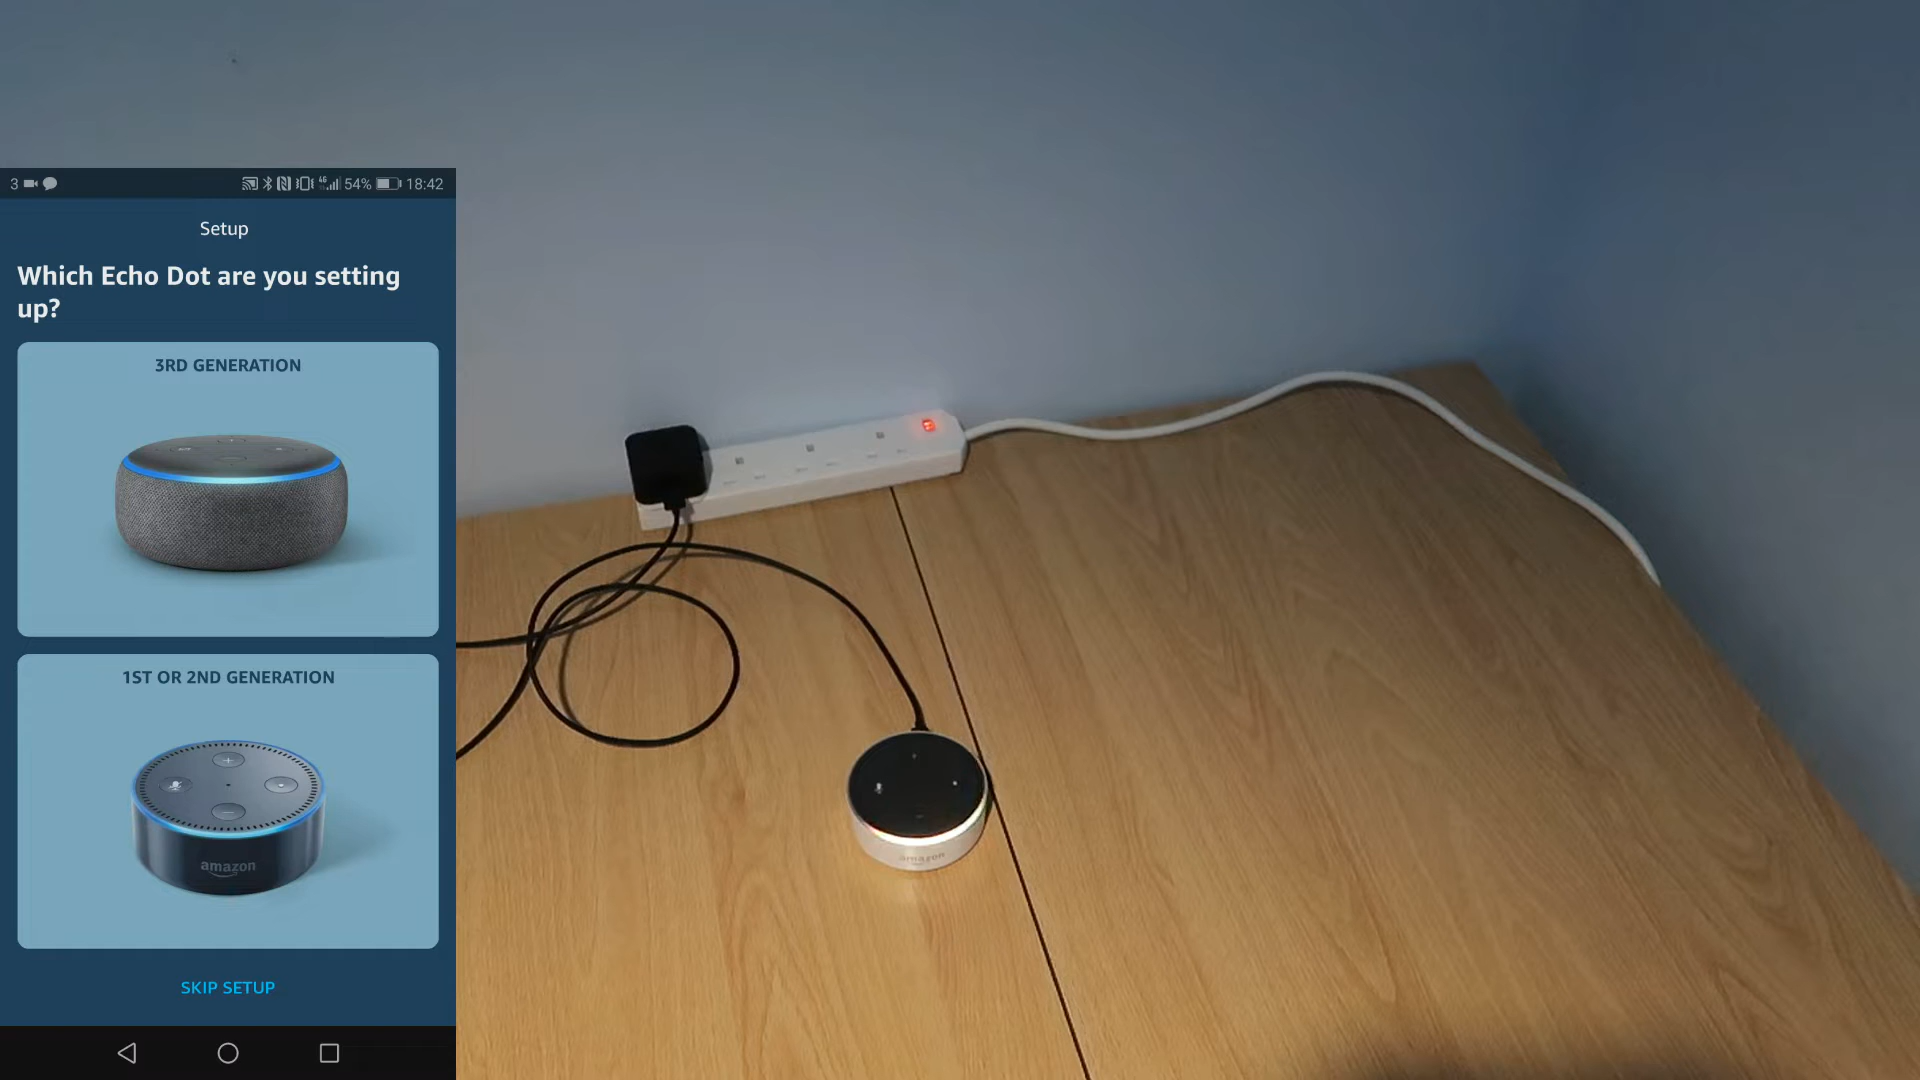 3
54%
18:42
Setup
Which Echo Dot are you setting
up?
3RD GENERATION
1ST OR 2ND GENERATION
amazon
SKIP SETUP
amazon